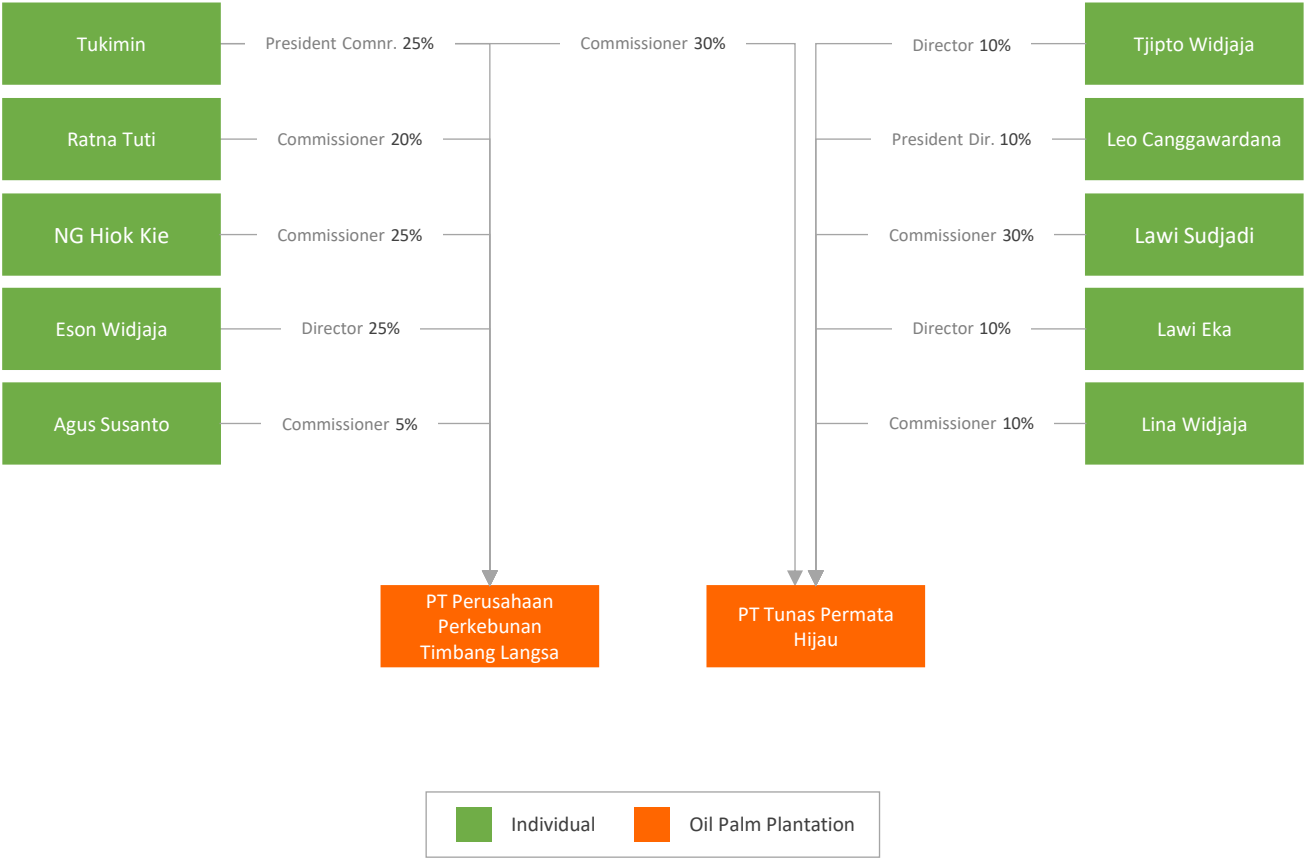 Tukimin
President Comnr. 25%
Commissioner 30%
Director 10%
Tjipto Widjaja
Ratna Tuti
Commissioner 20%
President Dir. 10%
Leo Canggawardana
NG Hiok Kie
Commissioner 25%
Commissioner 30%
Lawi Sudjadi
Eson Widjaja
Director 25%
Director 10%
Lawi Eka
Agus Susanto
Commissioner 5%
Commissioner 10%
Lina Widjaja
PT Perusahaan
Perkebunan
Timbang Langsa
PT Tunas Permata
Hijau
Individual
Oil Palm Plantation